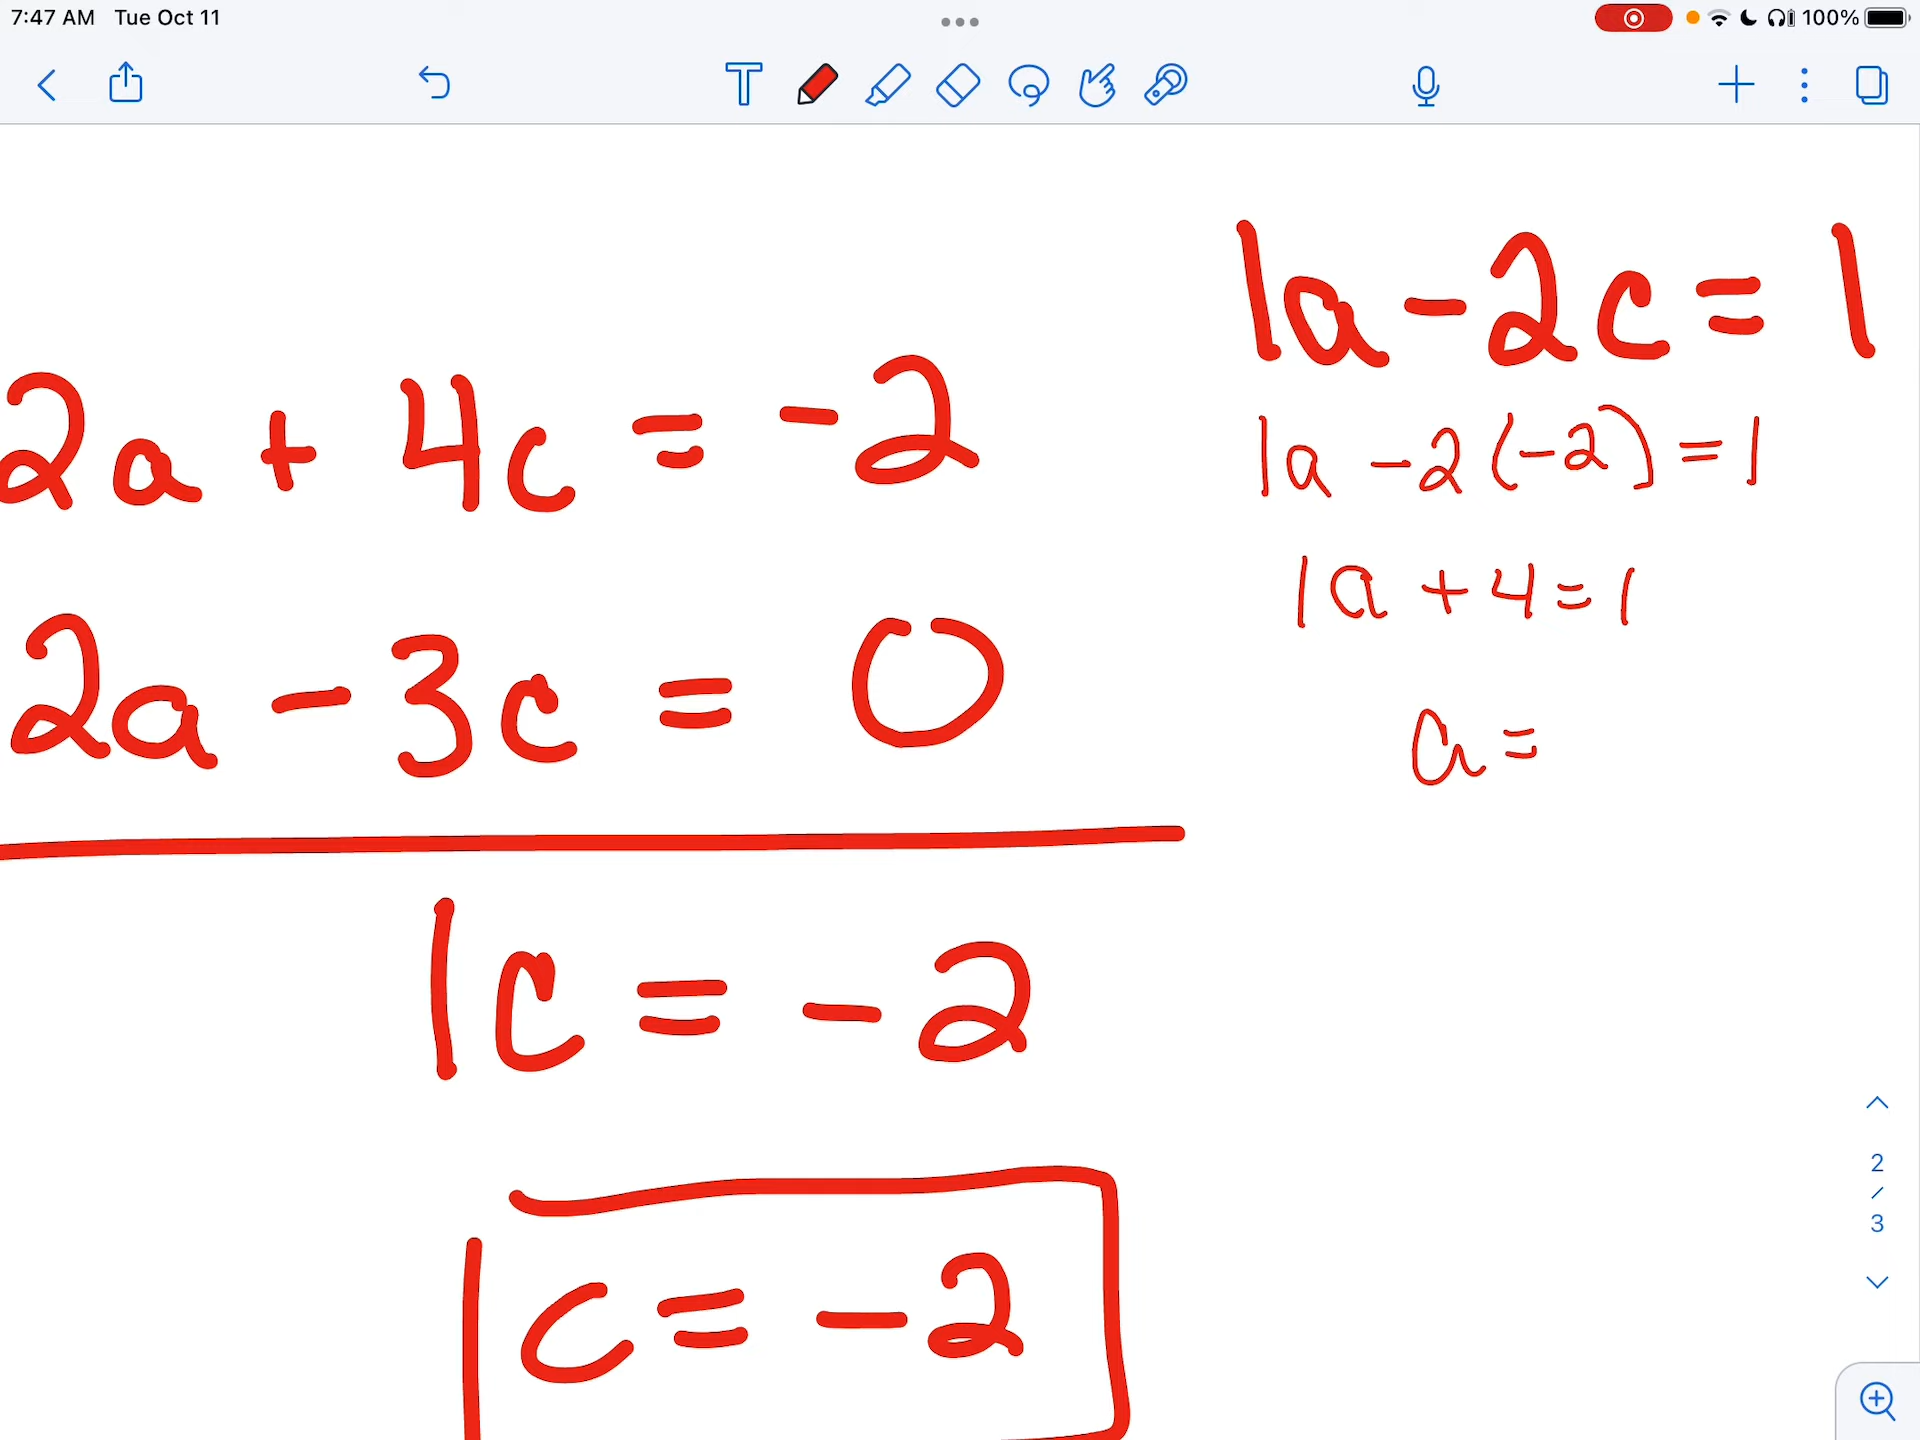 7:47 AM Tue Oct 11
100%
2a + 4c = -2
2a - 3c = 0
1c = -2
c = -2
1a - 2c = 1
1a - 2(-2) = 1
1a + 4 = 1
a =
2
/
3